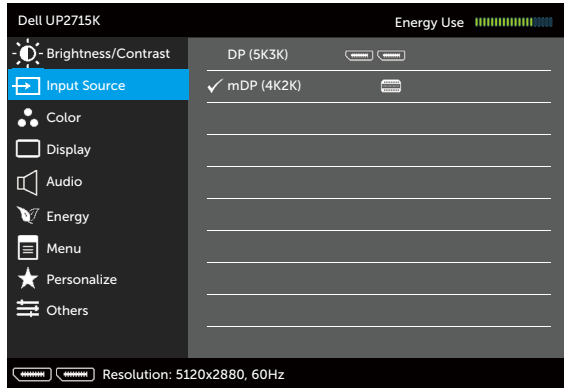 Dell UP2715K
Energy Use
Brightness/Contrast
DP (5K3K)
Input Source
✓ mDP (4K2K)
Color
Display
Audio
Energy
Menu
Personalize
Others
Resolution: 5120x2880, 60Hz